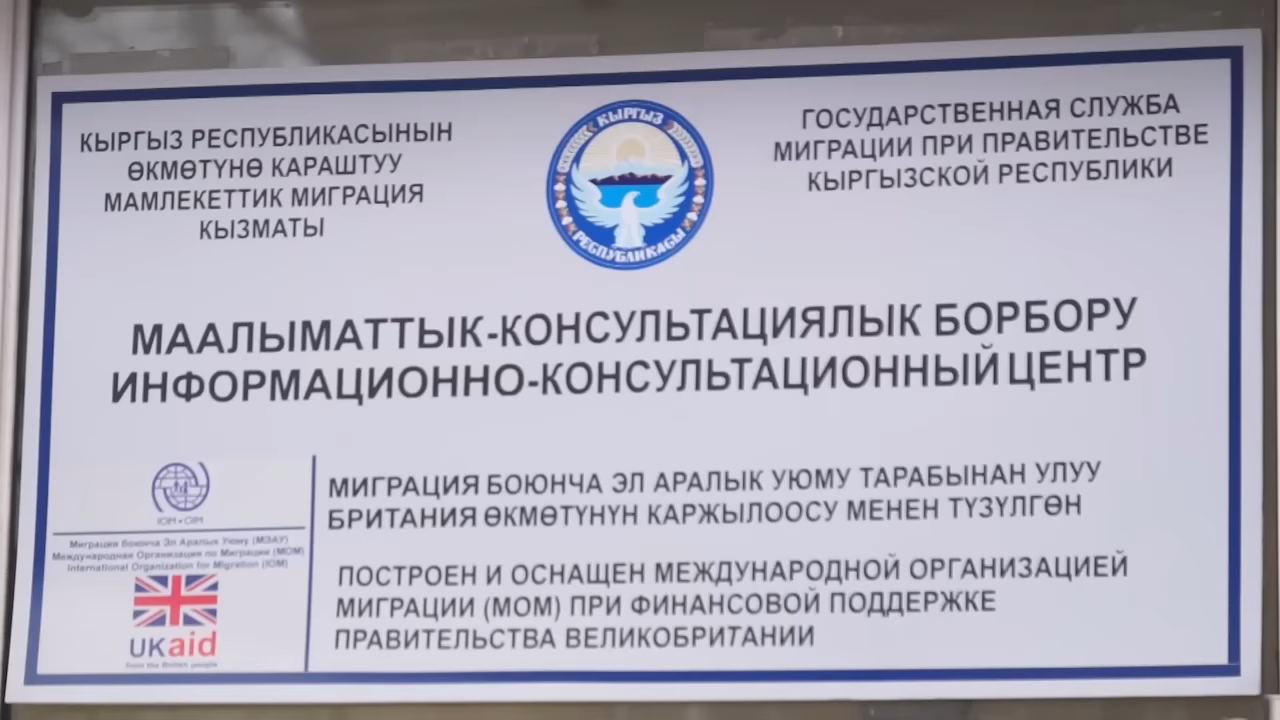 КЫРГЫЗ РЕСПУБЛИКАСЫНЫН
ӨКМӨТҮНӨ КАРАШТУУ
МАМЛЕКЕТТИК МИГРАЦИЯ
КЫЗМАТЫ
КЫРГЫЗ
РЕСПУБЛИКАСЫ
ГОСУДАРСТВЕННАЯ СЛУЖБА
МИГРАЦИИ ПРИ ПРАВИТЕЛЬСТВЕ
КЫРГЫЗСКОЙ РЕСПУБЛИКИ
МААЛЫМАТТЫК-КОНСУЛЬТАЦИЯЛЫК БОРБОРУ
ИНФОРМАЦИОННО-КОНСУЛЬТАЦИОННЫЙ ЦЕНТР
IOM • OIM
Миграция боюнча Эл Аралык Уюму (МЭАУ)
Международная Организация по Миграции (МОМ)
International Organization for Migration (IOM)
UKaid
from the British people
МИГРАЦИЯ БОЮНЧА ЭЛ АРАЛЫК УЮМУ ТАРАБЫНАН УЛУУ
БРИТАНИЯ ӨКМӨТҮНҮН КАРЖЫЛООСУ МЕНЕН ТҮЗҮЛГӨН
ПОСТРОЕН И ОСНАЩЕН МЕЖДУНАРОДНОЙ ОРГАНИЗАЦИЕЙ
МИГРАЦИИ (МОМ) ПРИ ФИНАНСОВОЙ ПОДДЕРЖКЕ
ПРАВИТЕЛЬСТВА ВЕЛИКОБРИТАНИИ